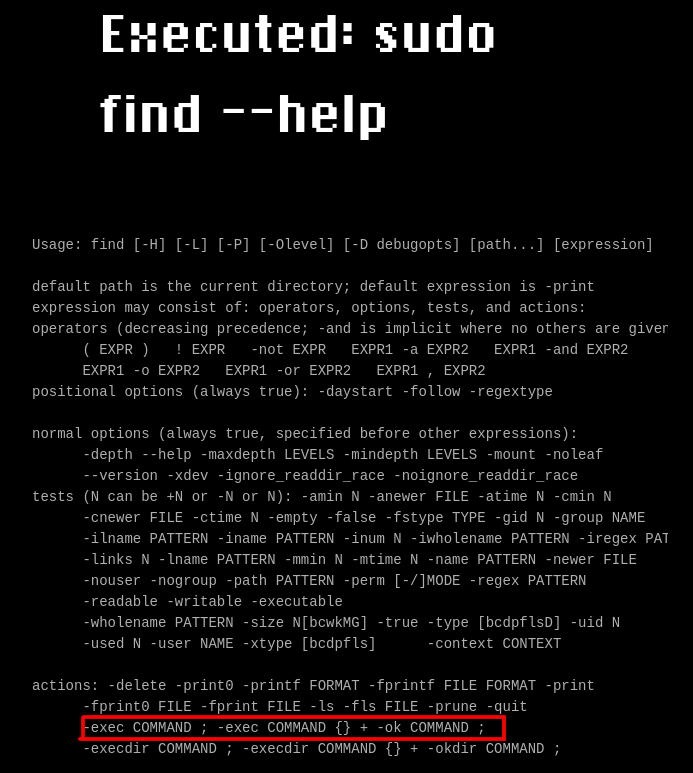 Executed: sudo
find --help
Usage: find [-H] [-L] [-P] [-Olevel] [-D debugopts] [path...] [expression]
default path is the current directory; default expression is -print
expression may consist of: operators, options, tests, and actions:
operators (decreasing precedence; -and is implicit where no others are given
( EXPR )   ! EXPR   -not EXPR   EXPR1 -a EXPR2   EXPR1 -and EXPR2
EXPR1 -o EXPR2   EXPR1 -or EXPR2   EXPR1 , EXPR2
positional options (always true): -daystart -follow -regextype
normal options (always true, specified before other expressions):
-depth --help -maxdepth LEVELS -mindepth LEVELS -mount -noleaf
--version -xdev -ignore_readdir_race -noignore_readdir_race
tests (N can be +N or -N or N): -amin N -anewer FILE -atime N -cmin N
-cnewer FILE -ctime N -empty -false -fstype TYPE -gid N -group NAME
-ilname PATTERN -iname PATTERN -inum N -iwholename PATTERN -iregex PAT
-links N -lname PATTERN -mmin N -mtime N -name PATTERN -newer FILE
-nouser -nogroup -path PATTERN -perm [-/]MODE -regex PATTERN
-readable -writable -executable
-wholename PATTERN -size N[bcwkMG] -true -type [bcdpflsD] -uid N
-used N -user NAME -xtype [bcdpfls]      -context CONTEXT
actions: -delete -print0 -printf FORMAT -fprintf FILE FORMAT -print
-fprint0 FILE -fprint FILE -ls -fls FILE -prune -quit
-exec COMMAND ; -exec COMMAND {} + -ok COMMAND ;
-execdir COMMAND ; -execdir COMMAND {} + -okdir COMMAND ;